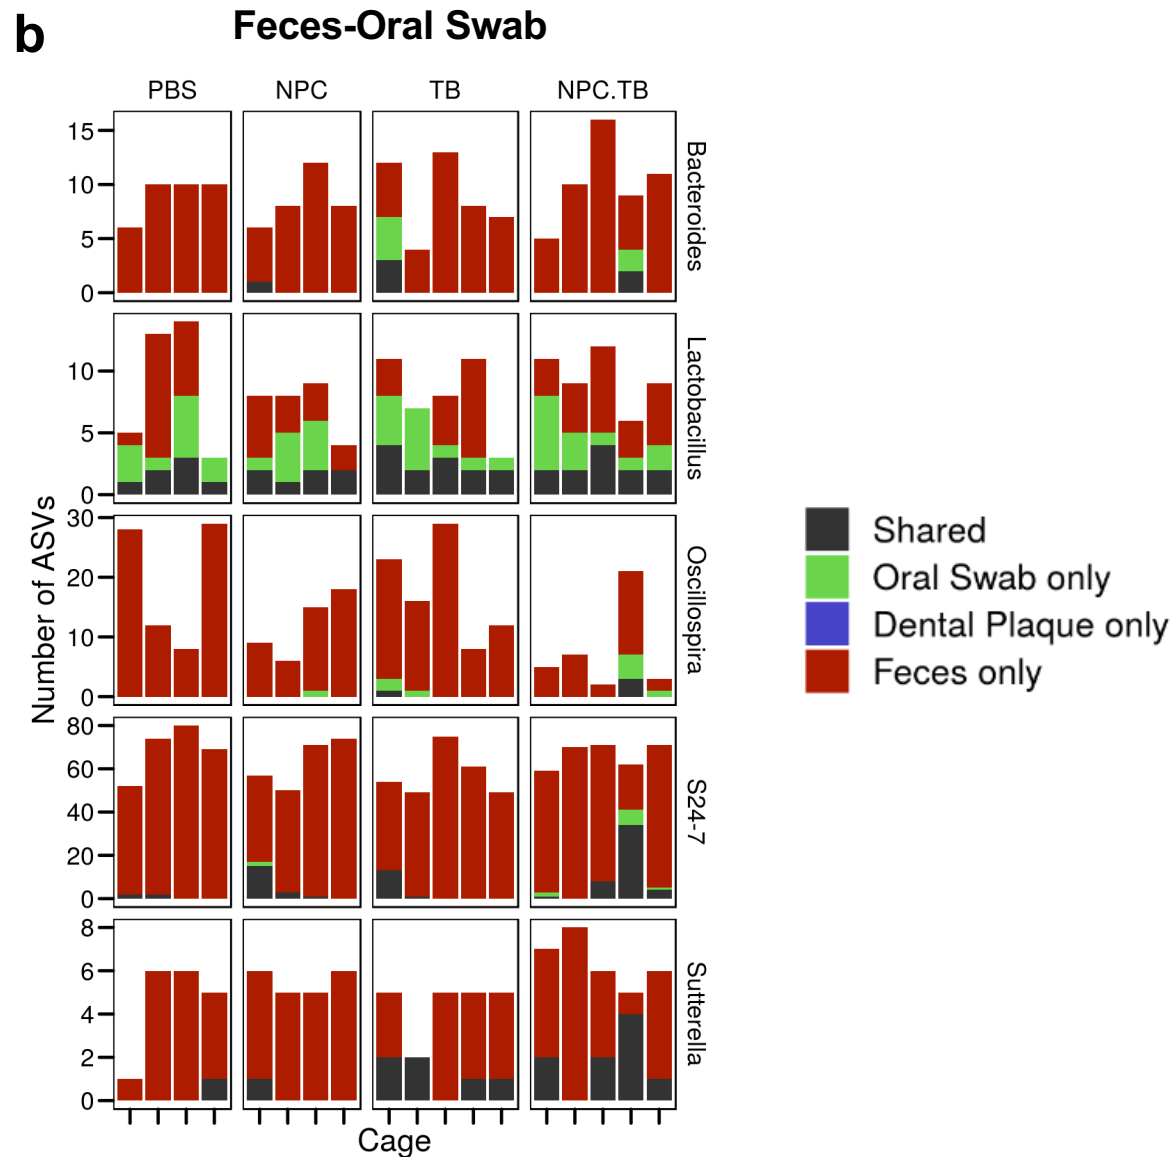 b
Feces-Oral Swab
PBS NPC TB NPC.TB
15
10
5
0
Bacteroides
10
5
0
Lactobacillus
30
20
10
0
Oscillospira
80
60
40
20
0
S24-7
8
6
4
2
0
Sutterella
Number of ASVs
Cage
Shared
Oral Swab only
Dental Plaque only
Feces only